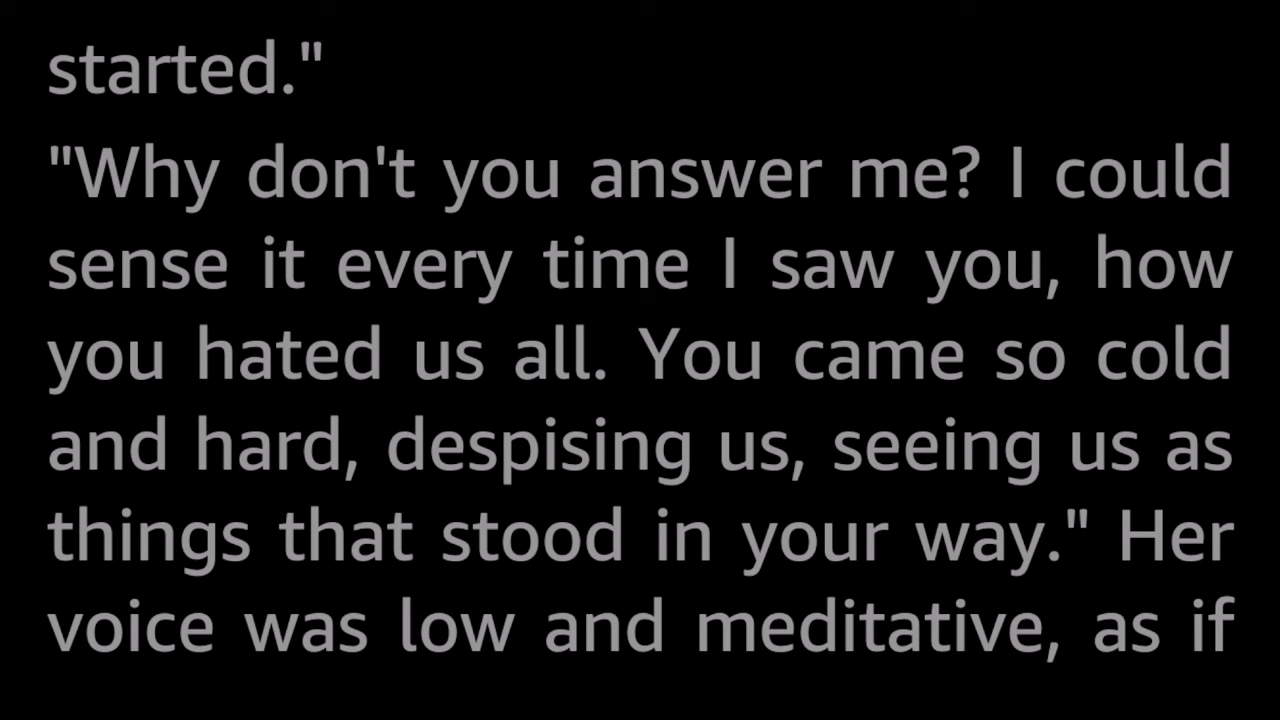 started."
"Why don't you answer me? I could
sense it every time I saw you, how
you hated us all. You came so cold
and hard, despising us, seeing us as
things that stood in your way." Her
voice was low and meditative, as if